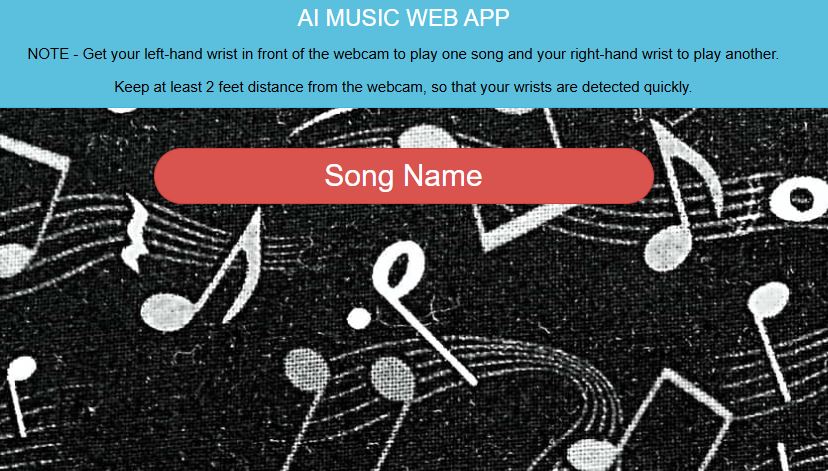 AI MUSIC WEB APP
NOTE - Get your left-hand wrist in front of the webcam to play one song and your right-hand wrist to play another.
Keep at least 2 feet distance from the webcam, so that your wrists are detected quickly.
Song Name